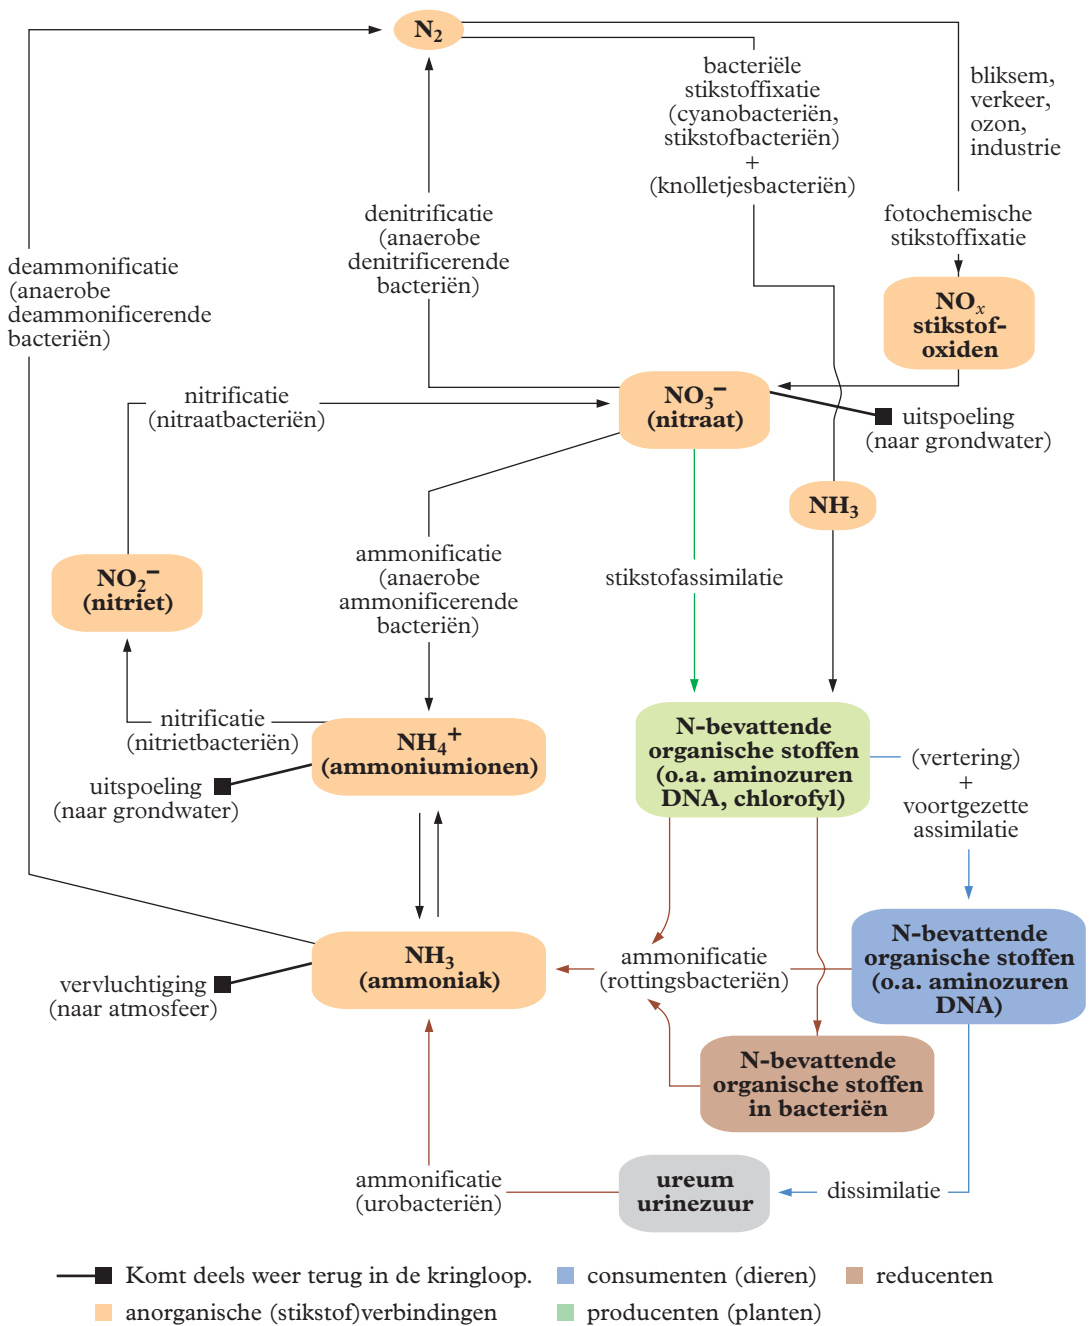 N₂
bacteriële
stikstoffixatie
(cyanobacteriën,
stikstofbacteriën)
+
(knolletjesbacteriën)
bliksem,
verkeer,
ozon,
industrie
denitrificatie
(anaerobe
denitrificerende
bacteriën)
fotochemische
stikstoffixatie
deammonificatie
(anaerobe
deammonificerende
bacteriën)
NOₓ
stikstof-
oxiden
nitrificatie
(nitraatbacteriën)
NO₃⁻
(nitraat)
uitspoeling
(naar grondwater)
NH₃
ammonificatie
(anaerobe
ammonificerende
bacteriën)
stikstofassimilatie
NO₂⁻
(nitriet)
nitrificatie
(nitrietbacteriën)
NH₄⁺
(ammoniumionen)
uitspoeling
(naar grondwater)
N-bevattende
organische stoffen
(o.a. aminozuren
DNA, chlorofyl)
(vertering)
+
voortgezette
assimilatie
NH₃
(ammoniak)
vervluchtiging
(naar atmosfeer)
ammonificatie
(rottingsbacteriën)
N-bevattende
organische stoffen
(o.a. aminozuren
DNA)
N-bevattende
organische stoffen
in bacteriën
ammonificatie
(urobacteriën)
ureum
urinezuur
dissimilatie
Komt deels weer terug in de kringloop.
consumenten (dieren)
reducenten
anorganische (stikstof)verbindingen
producenten (planten)